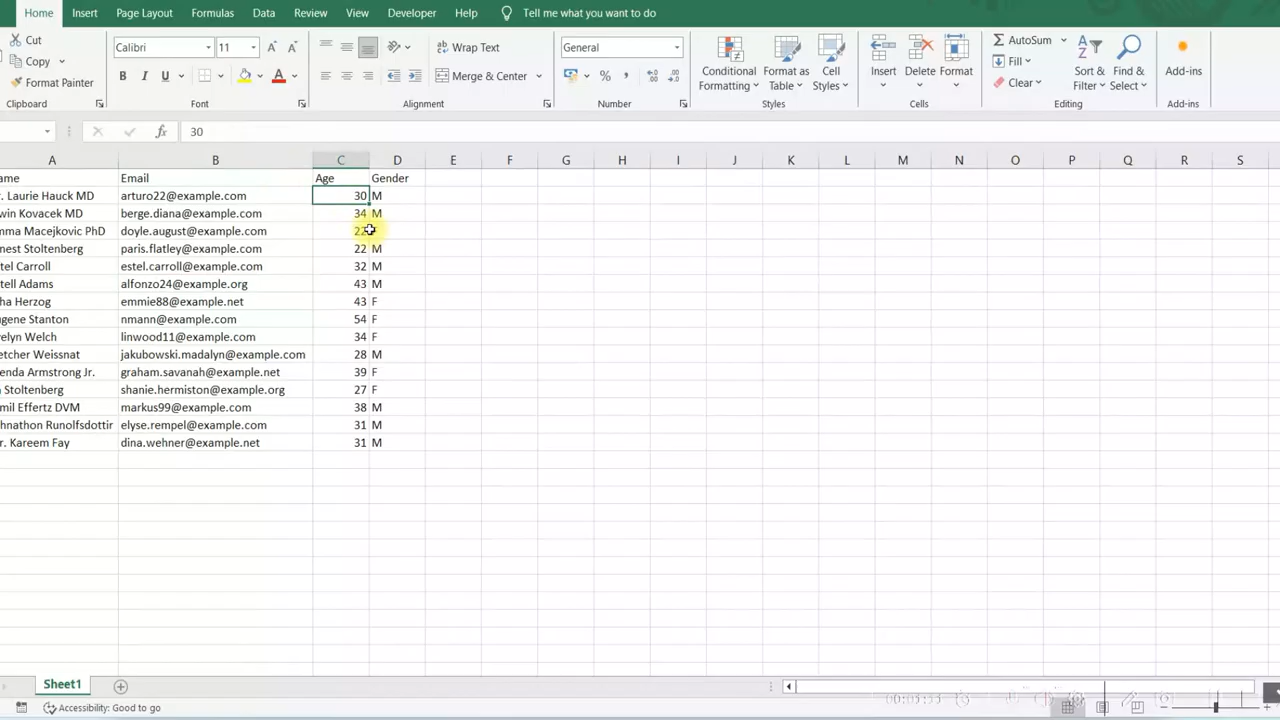 Home Insert Page Layout Formulas Data Review View Developer Help Tell me what you want to do
Cut
Copy
Format Painter
Clipboard
Calibri 11
B I U
Font
Wrap Text
Merge & Center
Alignment
General
Number
Conditional Formatting
Format as Table
Cell Styles
Styles
Insert
Delete
Format
Cells
AutoSum
Fill
Clear
Sort & Filter
Find & Select
Editing
Add-ins
Add-ins
fx 30
A B C D E F G H I J K L M N O P Q R S
ame Email Age Gender
r. Laurie Hauck MD arturo22@example.com 30 M
win Kovacek MD berge.diana@example.com 34 M
mma Macejkovic PhD doyle.august@example.com 22
nest Stoltenberg paris.flatley@example.com 22 M
tel Carroll estel.carroll@example.com 32 M
tell Adams alfonzo24@example.org 43 M
ha Herzog emmie88@example.net 43 F
ugene Stanton nmann@example.com 54 F
elyn Welch linwood11@example.com 34 F
etcher Weissnat jakubowski.madalyn@example.com 28 M
enda Armstrong Jr. graham.savanah@example.net 39 F
Stoltenberg shanie.hermiston@example.org 27 F
mil Effertz DVM markus99@example.com 38 M
hnathon Runolfsdottir elyse.rempel@example.com 31 M
r. Kareem Fay dina.wehner@example.net 31 M
Sheet1
Accessibility: Good to go